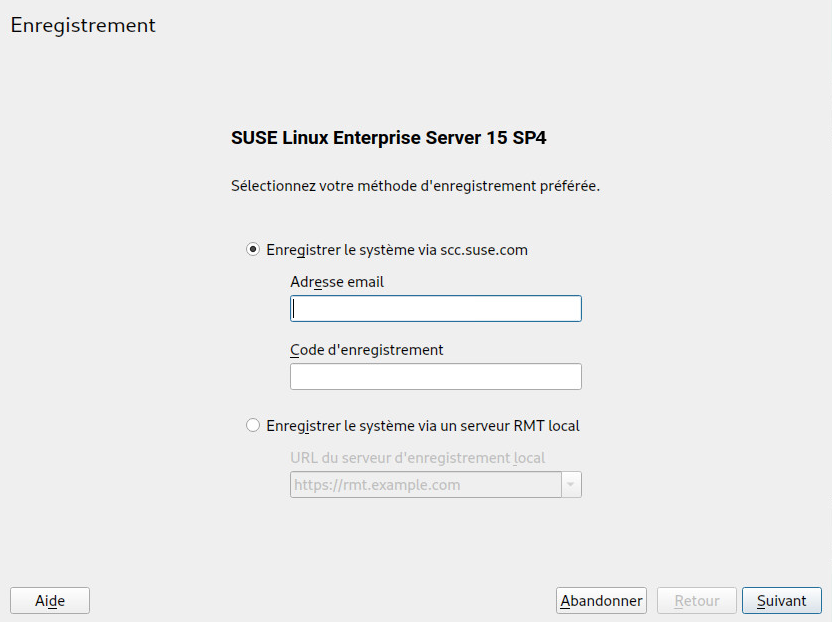 Enregistrement
SUSE Linux Enterprise Server 15 SP4
Sélectionnez votre méthode d'enregistrement préférée.
Enregistrer le système via scc.suse.com
Adresse email
Code d'enregistrement
Enregistrer le système via un serveur RMT local
URL du serveur d'enregistrement local
https://rmt.example.com
Aide Abandonner Retour Suivant